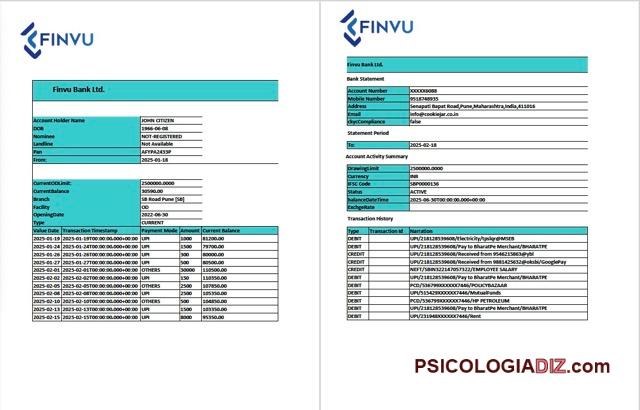 FINVU
Finvu Bank Ltd.
Account Holder Name JOHN CITIZEN
DOB 1966-06-08
Nominee NOT-REGISTERED
Landline Not Available
Pan AFYPA2433P
From: 2025-01-18
CurrentODLimit: 2500000.0000
CurrentBalance 30590.00
Branch SB Road Pune [SB]
Facility OD
OpeningDate 2022-06-30
Type CURRENT
Value Date Transaction Timestamp Payment Mode Amount Current Balance
2025-01-19 2025-01-19T00:00:00.000+00:00 UPI 1000 81200.00
2025-01-24 2025-01-24T00:00:00.000+00:00 UPI 1500 79700.00
2025-01-26 2025-01-26T00:00:00.000+00:00 UPI 300 80000.00
2025-01-27 2025-01-27T00:00:00.000+00:00 UPI 500 80500.00
2025-02-01 2025-02-01T00:00:00.000+00:00 OTHERS 30000 110500.00
2025-02-02 2025-02-02T00:00:00.000+00:00 UPI 150 110350.00
2025-02-05 2025-02-05T00:00:00.000+00:00 OTHERS 2500 107850.00
2025-02-08 2025-02-08T00:00:00.000+00:00 UPI 2500 105350.00
2025-02-10 2025-02-10T00:00:00.000+00:00 OTHERS 500 104850.00
2025-02-13 2025-02-13T00:00:00.000+00:00 UPI 1500 103350.00
2025-02-15 2025-02-15T00:00:00.000+00:00 UPI 8000 95350.00
FINVU
Finvu Bank Ltd.
Bank Statement
Account Number XXXXX6088
Mobile Number 9518748935
Address Senapati Bapat Road,Pune,Maharashtra,India,411016
Email info@cookiejar.co.in
ckycCompliance false
Statement Period
To: 2025-02-18
Account Activity Summary
DrawingLimit 2500000.0000
Currency INR
IFSC Code SBP0000136
Status ACTIVE
balanceDateTime 2025-06-30T00:00:00.000+00:00
ExchgeRate
Transaction History
Type Transaction Id Narration
DEBIT UPI/218128539608/Electricity/tpslqr@MSEB
DEBIT UPI/218128539608/Pay to BharatPe Merchant/BHARATPE
CREDIT UPI/218128539608/Received from 9546213863@ybl
CREDIT UPI/218128539608/Received from 9881425632@oksbi/GooglePay
CREDIT NEFT/SBIN322147057322/EMPLOYEE SALARY
DEBIT UPI/218128539608/Pay to BharatPe Merchant/BHARATPE
DEBIT PCD/536799XXXXXX7446/POLICYBAZAAR
DEBIT UPI/515429XXXXXX7446/MutualFunds
DEBIT PCD/536799XXXXXX7446/HP PETROLEUM
DEBIT UPI/218128539608/Pay to BharatPe Merchant/BHARATPE
DEBIT UPI/231948XXXXXX7446/Rent
PSICOLOGIADIZ.com